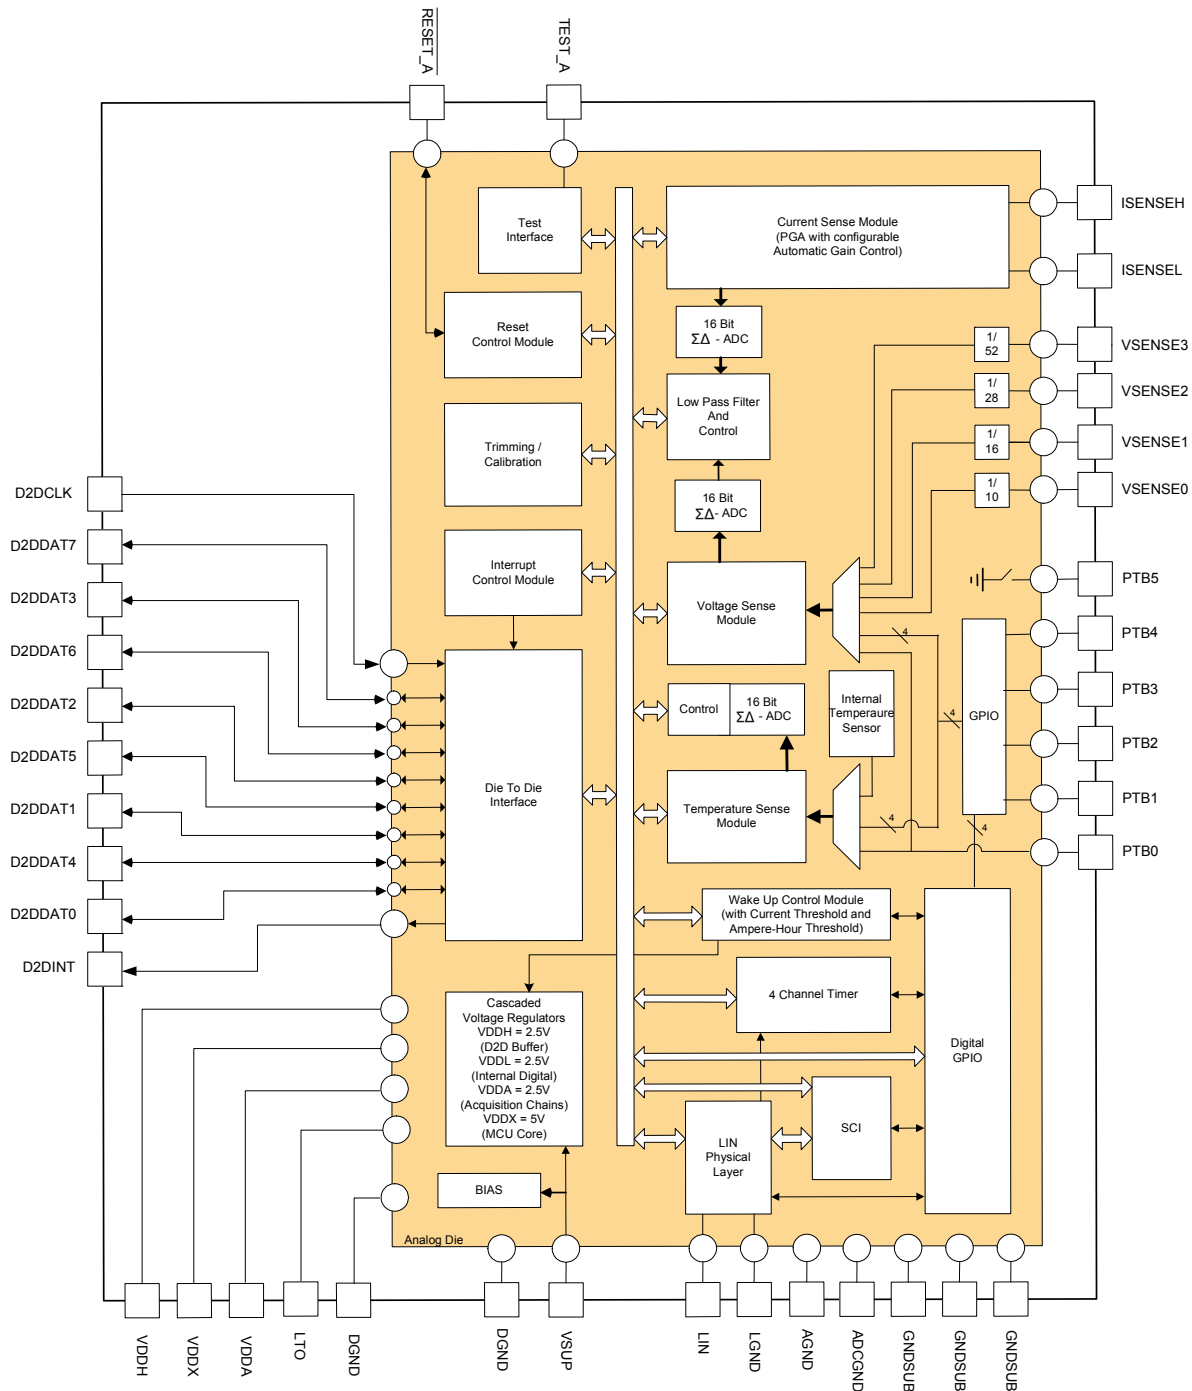 RESET_A
TEST_A
Test
Interface
Current Sense Module
(PGA with configurable
Automatic Gain Control)
ISENSEH
ISENSEL
Reset
Control Module
16 Bit
ΣΔ - ADC
1/
52
VSENSE3
Low Pass Filter
And
Control
1/
28
VSENSE2
Trimming /
Calibration
1/
16
VSENSE1
16 Bit
ΣΔ- ADC
1/
10
VSENSE0
D2DCLK
D2DDAT7
D2DDAT3
D2DDAT6
D2DDAT2
D2DDAT5
D2DDAT1
D2DDAT4
D2DDAT0
D2DINT
Interrupt
Control Module
Voltage Sense
Module
PTB5
PTB4
PTB3
PTB2
PTB1
PTB0
4
4
4
4
GPIO
Control
16 Bit
ΣΔ - ADC
Internal
Temperaure
Sensor
Die To Die
Interface
Temperature Sense
Module
Wake Up Control Module
(with Current Threshold and
Ampere-Hour Threshold)
4 Channel Timer
Digital
GPIO
Cascaded
Voltage Regulators
VDDH = 2.5V
(D2D Buffer)
VDDL = 2.5V
(Internal Digital)
VDDA = 2.5V
(Acquisition Chains)
VDDX = 5V
(MCU Core)
SCI
LIN
Physical
Layer
BIAS
Analog Die
VDDH
VDDX
VDDA
LTO
DGND
DGND
VSUP
LIN
LGND
AGND
ADCGND
GNDSUB
GNDSUB
GNDSUB